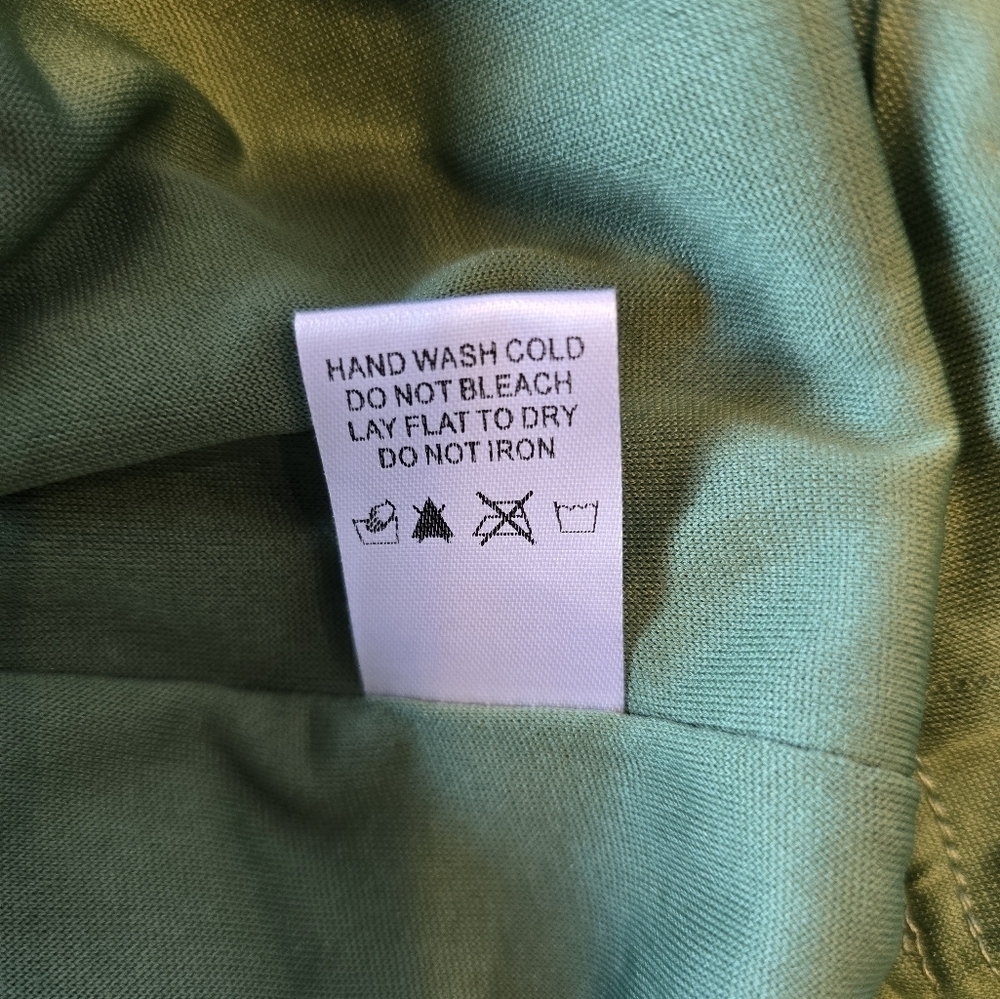 HAND WASH COLD
DO NOT BLEACH
LAY FLAT TO DRY
DO NOT IRON